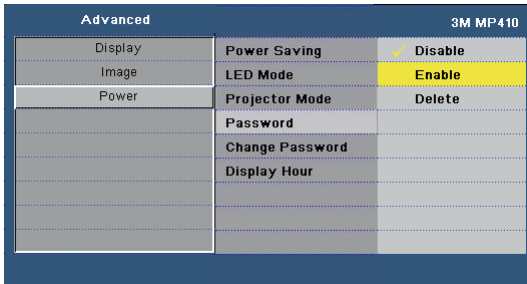 Advanced 3M MP410
Display Power Saving Disable
Image LED Mode Enable
Power Projector Mode Delete
Password
Change Password
Display Hour